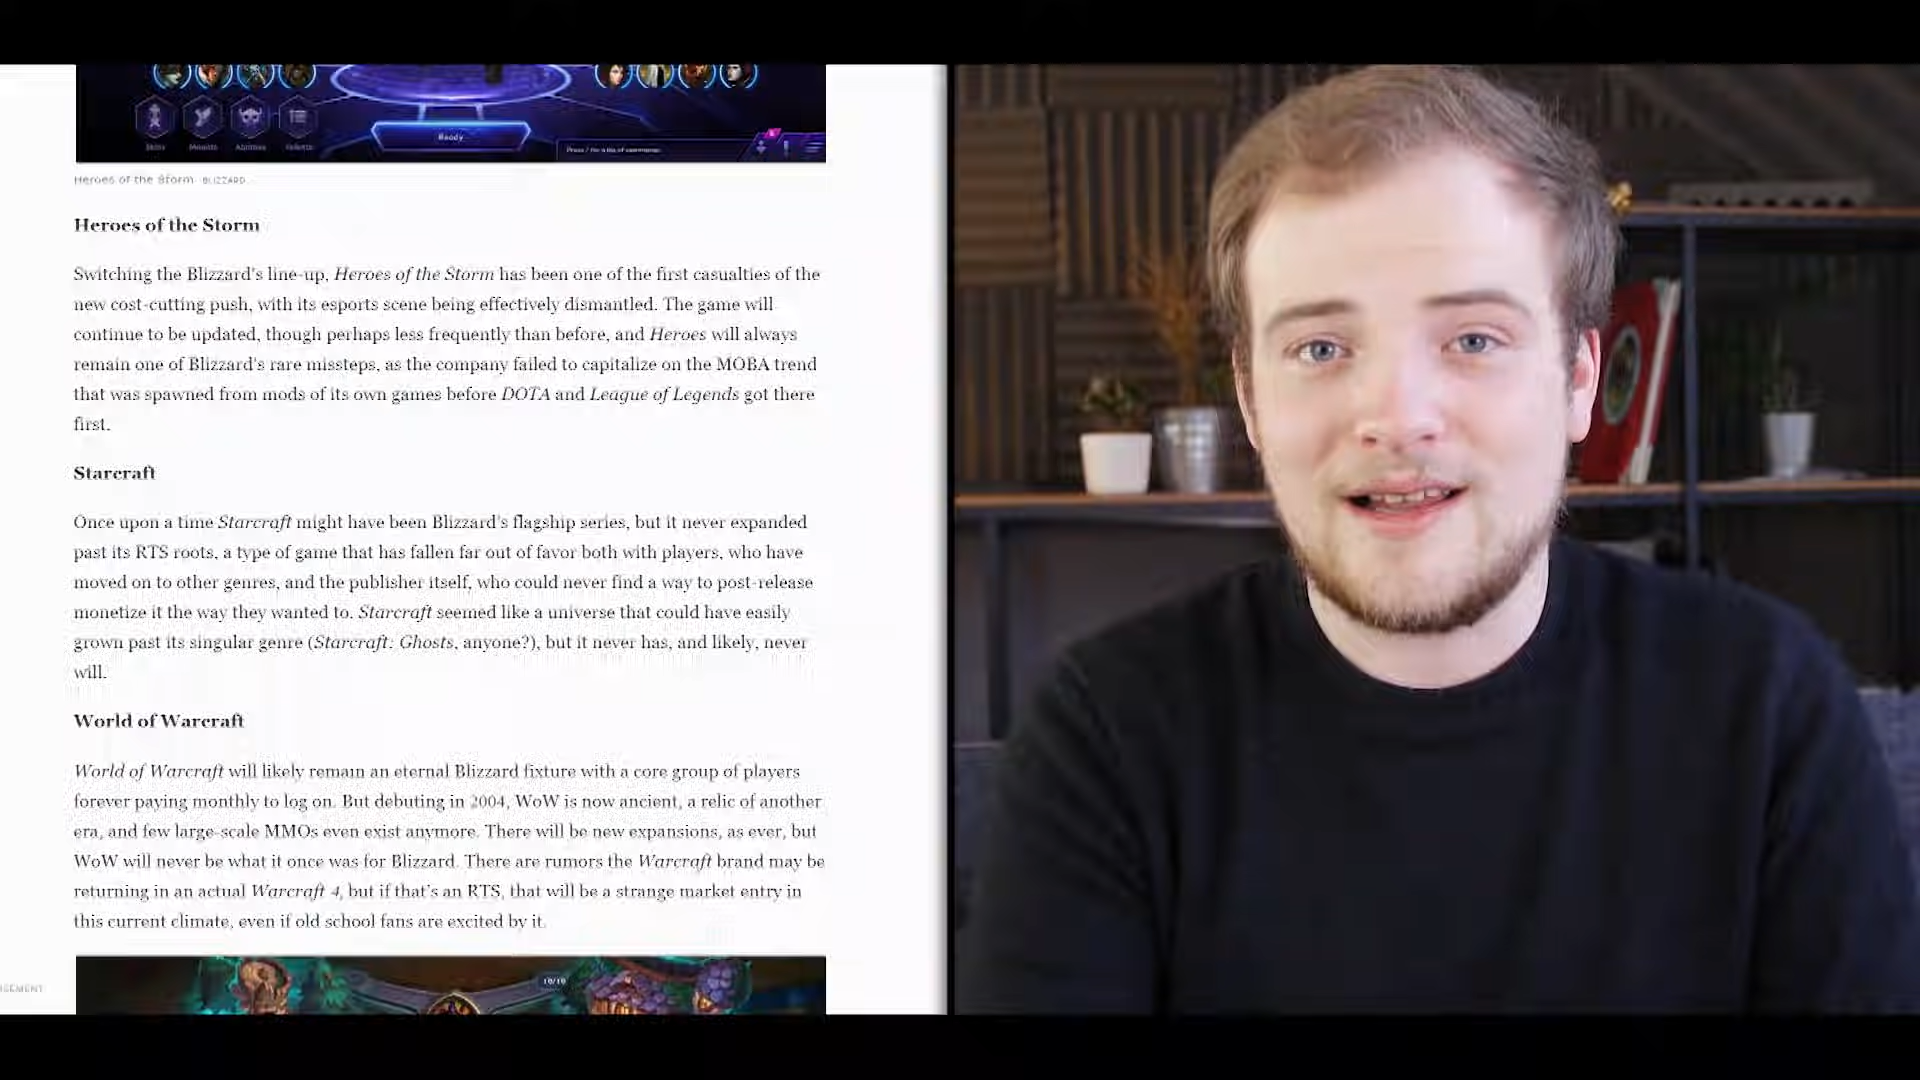 Ready
Skins Mounts Abilities Talents
Heroes of the Storm BLIZZARD
Heroes of the Storm
Switching the Blizzard's line-up, Heroes of the Storm has been one of the first casualties of the
new cost-cutting push, with its esports scene being effectively dismantled. The game will
continue to be updated, though perhaps less frequently than before, and Heroes will always
remain one of Blizzard's rare missteps, as the company failed to capitalize on the MOBA trend
that was spawned from mods of its own games before DOTA and League of Legends got there
first.
Starcraft
Once upon a time Starcraft might have been Blizzard's flagship series, but it never expanded
past its RTS roots, a type of game that has fallen far out of favor both with players, who have
moved on to other genres, and the publisher itself, who could never find a way to post-release
monetize it the way they wanted to. Starcraft seemed like a universe that could have easily
grown past its singular genre (Starcraft: Ghosts, anyone?), but it never has, and likely, never
will.
World of Warcraft
World of Warcraft will likely remain an eternal Blizzard fixture with a core group of players
forever paying monthly to log on. But debuting in 2004, WoW is now ancient, a relic of another
era, and few large-scale MMOs even exist anymore. There will be new expansions, as ever, but
WoW will never be what it once was for Blizzard. There are rumors the Warcraft brand may be
returning in an actual Warcraft 4, but if that's an RTS, that will be a strange market entry in
this current climate, even if old school fans are excited by it.
10/10